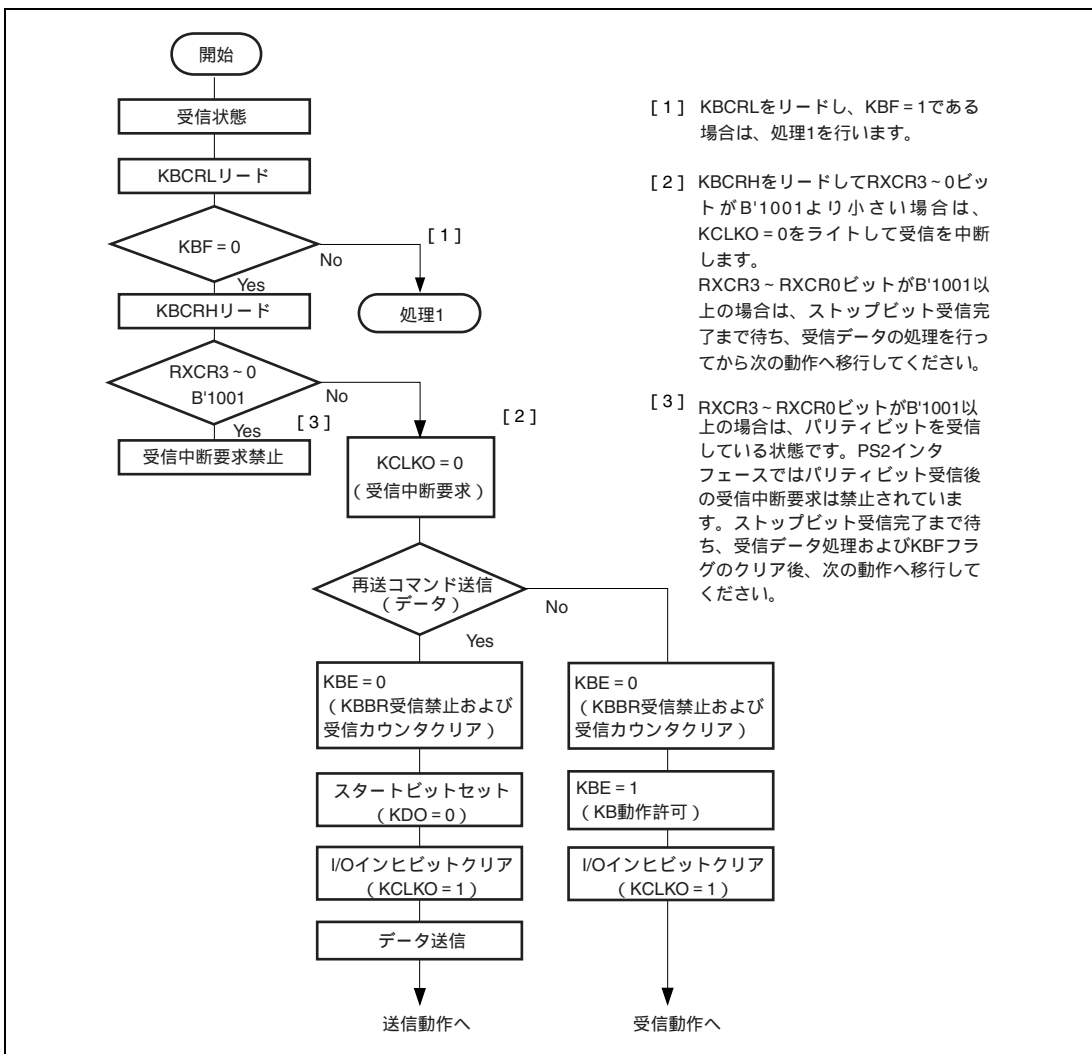 開始
受信状態
KBCRLリード
KBF = 0
No
[ 1 ]
Yes
処理1
KBCRHリード
RXCR3 ~ 0
B'1001
No
Yes
[ 3 ]
[ 2 ]
受信中断要求禁止
KCLKO = 0
( 受信中断要求 )
再送コマンド送信
( データ )
No
Yes
KBE = 0
( KBBR受信禁止および
受信カウンタクリア )
スタートビットセット
( KDO = 0 )
I/Oインヒビットクリア
( KCLKO = 1 )
データ送信
送信動作へ
KBE = 0
( KBBR受信禁止および
受信カウンタクリア )
KBE = 1
( KB動作許可 )
I/Oインヒビットクリア
( KCLKO = 1 )
受信動作へ
[ 1 ] KBCRLをリードし、KBF = 1である
場合は、処理1を行います。
[ 2 ] KBCRHをリードしてRXCR3 ~ 0ビッ
トがB'1001より小さい場合は、
KCLKO = 0をライトして受信を中断
します。
RXCR3 ~ RXCR0ビットがB'1001以
上の場合は、ストップビット受信完
了まで待ち、受信データの処理を行っ
てから次の動作へ移行してください。
[ 3 ] RXCR3 ~ RXCR0ビットがB'1001以
上の場合は、パリティビットを受信
している状態です。PS2インタ
フェースではパリティビット受信後
の受信中断要求は禁止されていま
す。ストップビット受信完了まで待
ち、受信データ処理およびKBFフラ
グのクリア後、次の動作へ移行して
ください。